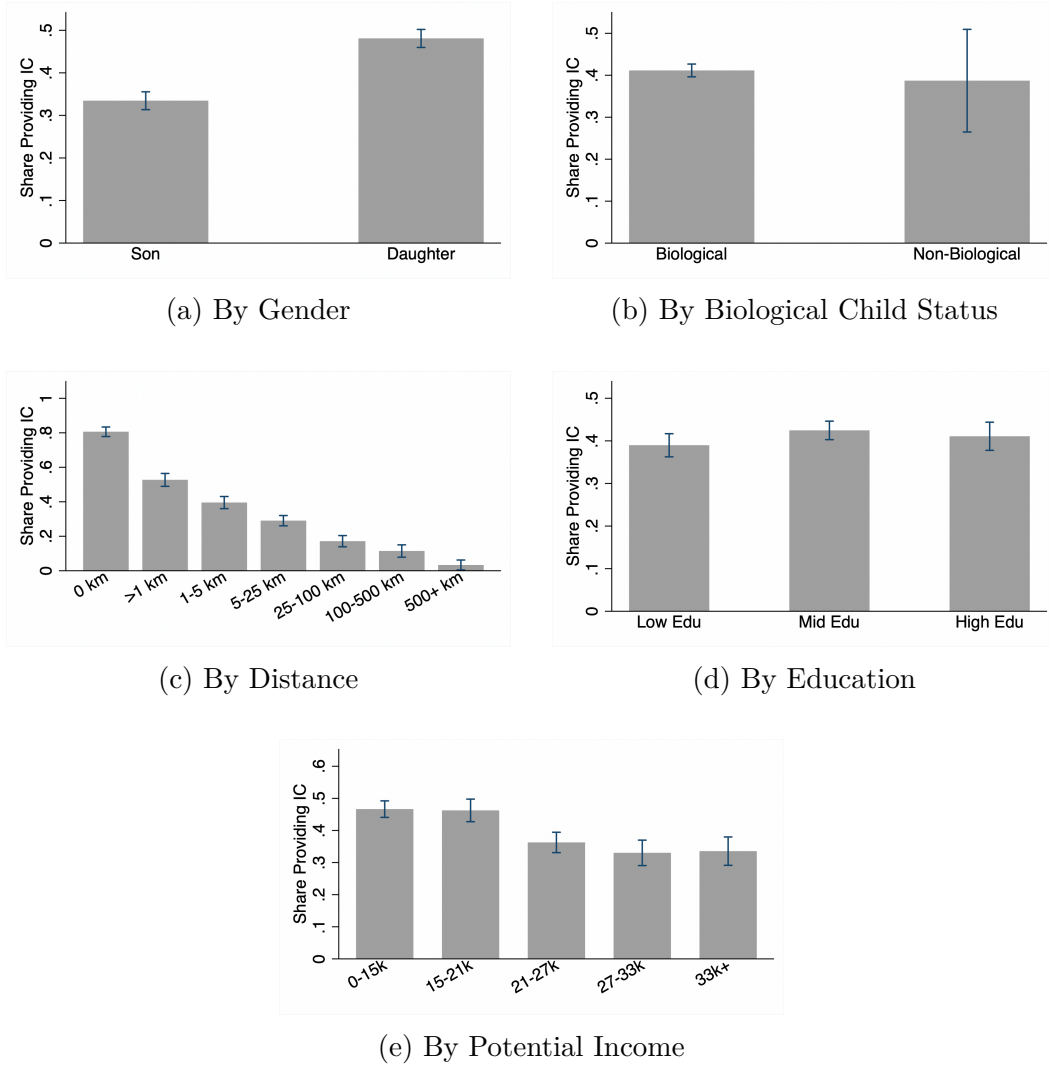 Share Providing IC
0 .1 .2 .3 .4 .5
Son Daughter
(a) By Gender
Share Providing IC
0 .1 .2 .3 .4 .5
Biological Non-Biological
(b) By Biological Child Status
Share Providing IC
0 .2 .4 .6 .8 1
0 km >1 km 1-5 km 5-25 km 25-100 km 100-500 km 500+ km
(c) By Distance
Share Providing IC
0 .1 .2 .3 .4 .5
Low Edu Mid Edu High Edu
(d) By Education
Share Providing IC
0 .1 .2 .3 .4 .5 .6
0-15k 15-21k 21-27k 27-33k 33k+
(e) By Potential Income